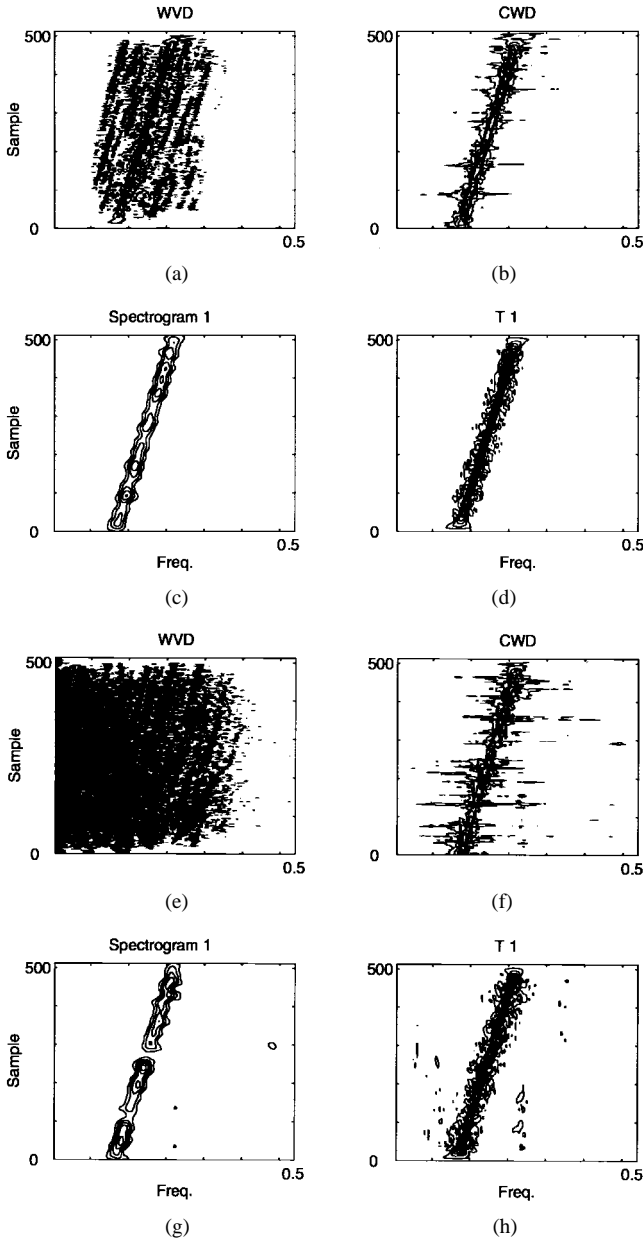 WVD
CWD
500
Sample
0
0.5
500
0
0.5
(a)
(b)
Spectrogram 1
T 1
500
Sample
0
0.5
Freq.
500
0
0.5
Freq.
(c)
(d)
WVD
CWD
500
Sample
0
0.5
500
0
0.5
(e)
(f)
Spectrogram 1
T 1
500
Sample
0
0.5
Freq.
500
0
0.5
Freq.
(g)
(h)